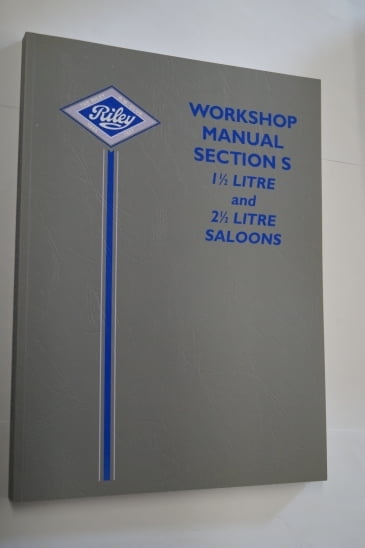 Riley
WORKSHOP
MANUAL
SECTION S
1½ LITRE
and
2½ LITRE
SALOONS